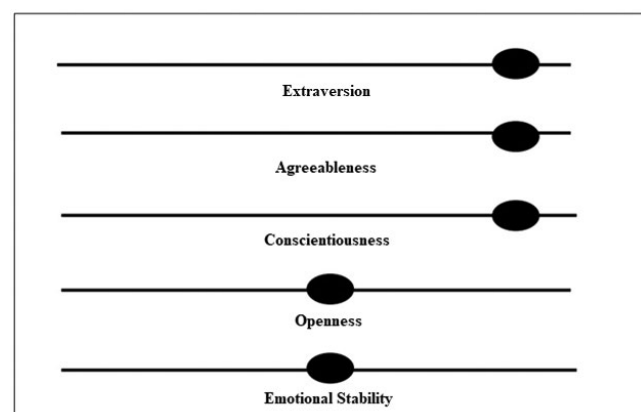 Extraversion
Agreeableness
Conscientiousness
Openness
Emotional Stability